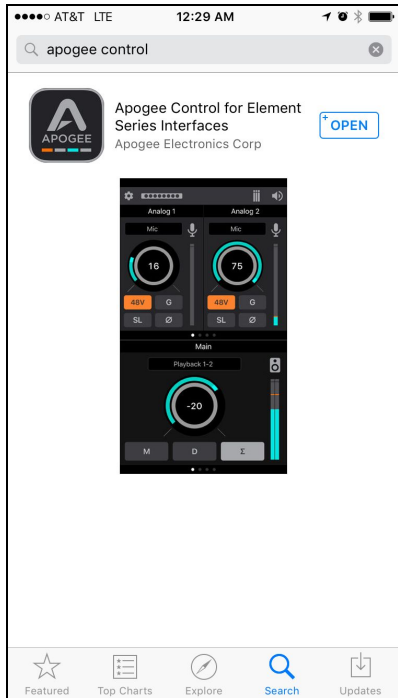 AT&T LTE 12:29 AM
apogee control
APOGEE
Apogee Control for Element
Series Interfaces
Apogee Electronics Corp
+ OPEN
Analog 1 Analog 2
Mic Mic
16 75
48V G 48V G
SL Ø SL Ø
Main
Playback 1-2
-20
M D Σ
Featured Top Charts Explore Search Updates